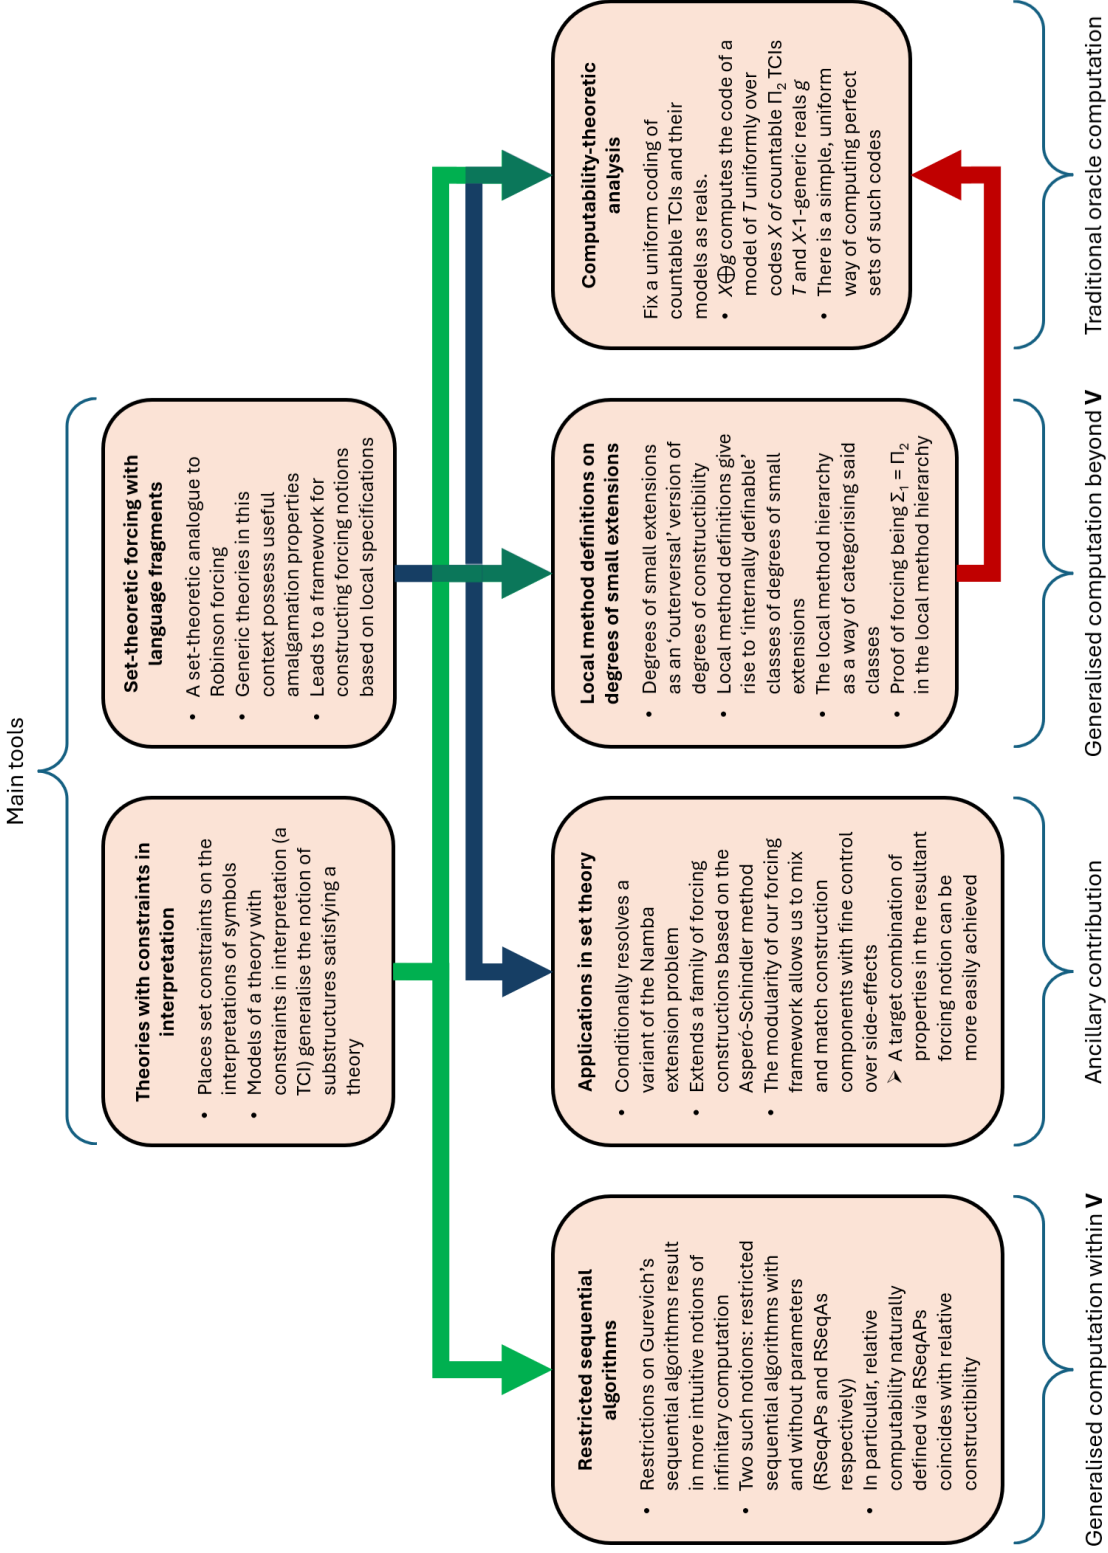 Main tools
Theories with constraints in
interpretation
• Places set constraints on the
interpretations of symbols
• Models of a theory with
constraints in interpretation (a
TCI) generalise the notion of
substructures satisfying a
theory
Set-theoretic forcing with
language fragments
• A set-theoretic analogue to
Robinson forcing
• Generic theories in this
context possess useful
amalgamation properties
• Leads to a framework for
constructing forcing notions
based on local specifications
Restricted sequential
algorithms
• Restrictions on Gurevich’s
sequential algorithms result
in more intuitive notions of
infinitary computation
• Two such notions: restricted
sequential algorithms with
and without parameters
(RSeqAPs and RSeqAs
respectively)
• In particular, relative
computability naturally
defined via RSeqAPs
coincides with relative
constructibility
Applications in set theory
• Conditionally resolves a
variant of the Namba
extension problem
• Extends a family of forcing
constructions based on the
Asperó-Schindler method
• The modularity of our forcing
framework allows us to mix
and match construction
components with fine control
over side-effects
➢ A target combination of
properties in the resultant
forcing notion can be
more easily achieved
Local method definitions on
degrees of small extensions
• Degrees of small extensions
as an ‘outerversal’ version of
degrees of constructibility
• Local method definitions give
rise to ‘internally definable’
classes of degrees of small
extensions
• The local method hierarchy
as a way of categorising said
classes
• Proof of forcing being Σ₁ = Π₂
in the local method hierarchy
Computability-theoretic
analysis
Fix a uniform coding of
countable TCIs and their
models as reals.
• X⊕g computes the code of a
model of T uniformly over
codes X of countable Π₂ TCIs
T and X-1-generic reals g
• There is a simple, uniform
way of computing perfect
sets of such codes
Generalised computation within V
Ancillary contribution
Generalised computation beyond V
Traditional oracle computation